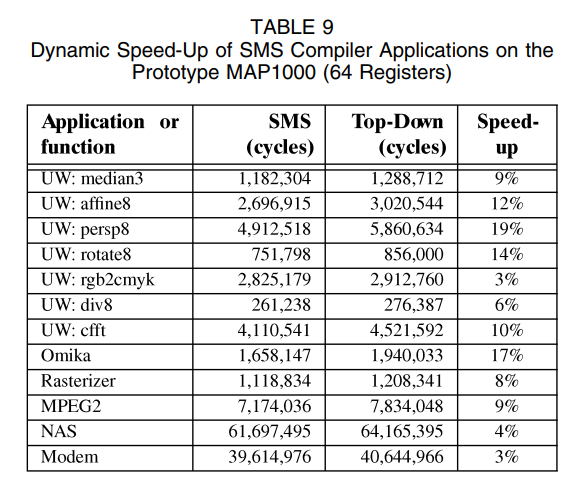 TABLE 9
Dynamic Speed-Up of SMS Compiler Applications on the
Prototype MAP1000 (64 Registers)
Application or function SMS (cycles) Top-Down (cycles) Speed-up
UW: median3 1,182,304 1,288,712 9%
UW: affine8 2,696,915 3,020,544 12%
UW: persp8 4,912,518 5,860,634 19%
UW: rotate8 751,798 856,000 14%
UW: rgb2cmyk 2,825,179 2,912,760 3%
UW: div8 261,238 276,387 6%
UW: cfft 4,110,541 4,521,592 10%
Omika 1,658,147 1,940,033 17%
Rasterizer 1,118,834 1,208,341 8%
MPEG2 7,174,036 7,834,048 9%
NAS 61,697,495 64,165,395 4%
Modem 39,614,976 40,644,966 3%